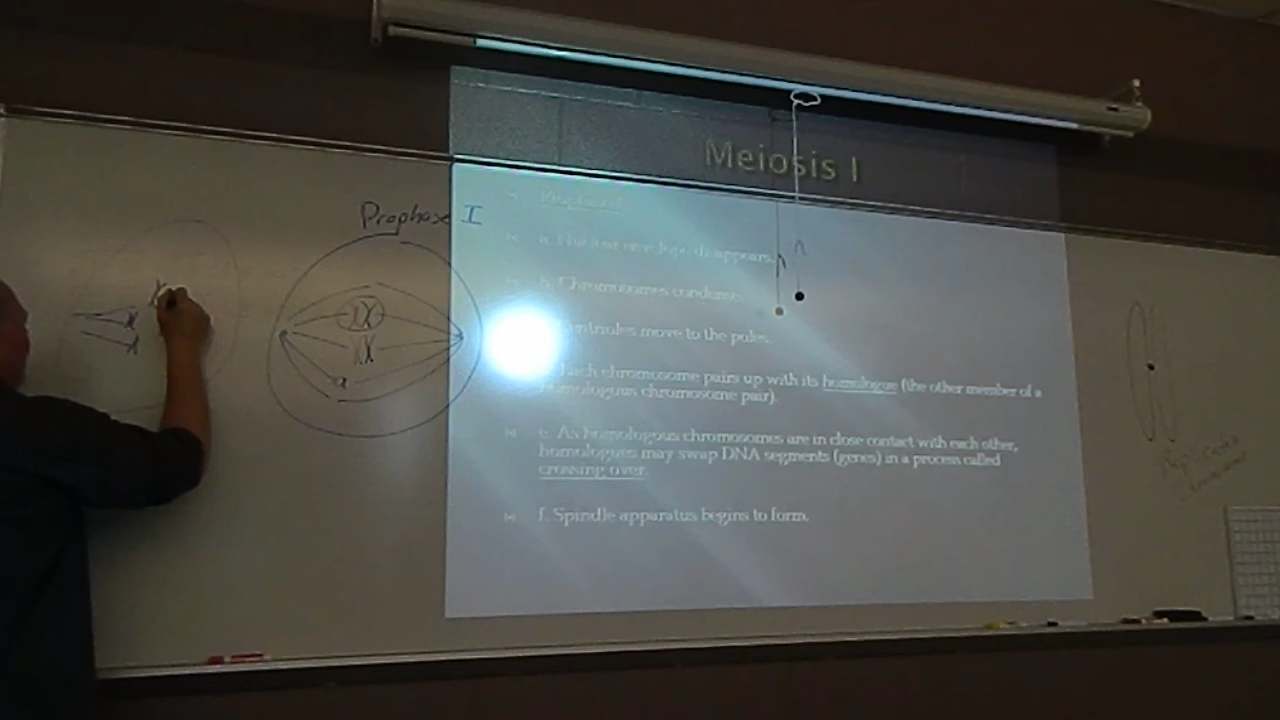 Meiosis I
Prophase I
Prophase I
a. Nuclear envelope disappears.
b. Chromosomes condense.
Centrioles move to the poles.
Each chromosome pairs up with its homologue (the other member of a
homologous chromosome pair).
e. As homologous chromosomes are in close contact with each other,
homologues may swap DNA segments (genes) in a process called
crossing over.
f. Spindle apparatus begins to form.